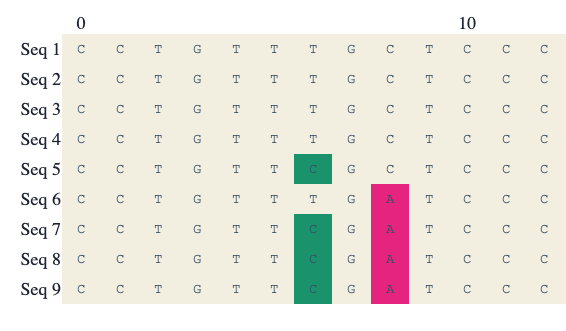 0 10
Seq 1 C C T G T T T G C T C C C
Seq 2 C C T G T T T G C T C C C
Seq 3 C C T G T T T G C T C C C
Seq 4 C C T G T T T G C T C C C
Seq 5 C C T G T T C G C T C C C
Seq 6 C C T G T T T G A T C C C
Seq 7 C C T G T T C G A T C C C
Seq 8 C C T G T T C G A T C C C
Seq 9 C C T G T T C G A T C C C